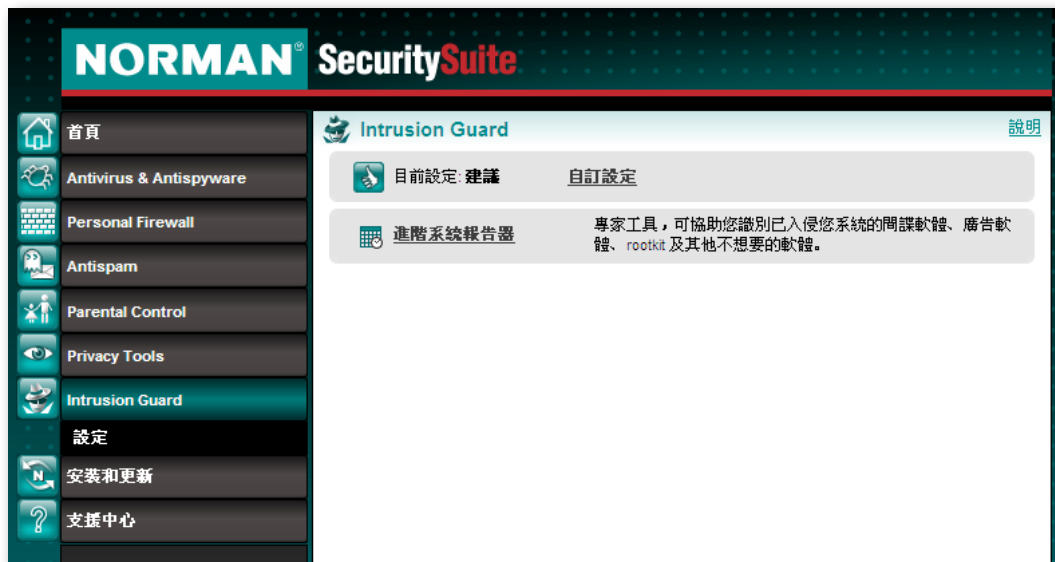 NORMAN® SecuritySuite
首頁
Antivirus & Antispyware
Personal Firewall
Antispam
Parental Control
Privacy Tools
Intrusion Guard
設定
安裝和更新
支援中心
Intrusion Guard
說明
目前設定: 建議 自訂設定
進階系統報告器
專家工具，可協助您識別已入侵您系統的間諜軟體、廣告軟
體、rootkit 及其他不想要的軟體。
N